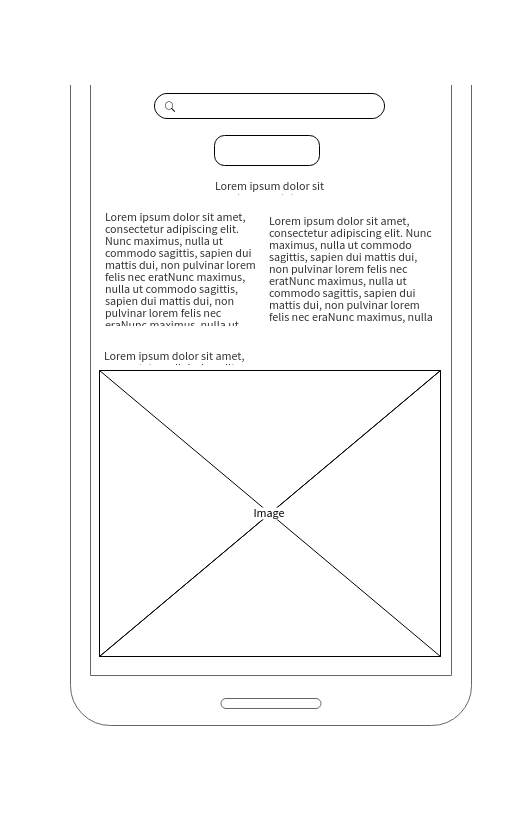 Lorem ipsum dolor sit
Lorem ipsum dolor sit amet,
consectetur adipiscing elit.
Nunc maximus, nulla ut
commodo sagittis, sapien dui
mattis dui, non pulvinar lorem
felis nec eratNunc maximus,
nulla ut commodo sagittis,
sapien dui mattis dui, non
pulvinar lorem felis nec
eraNunc maximus, nulla ut
Lorem ipsum dolor sit amet,
consectetur adipiscing elit. Nunc
maximus, nulla ut commodo
sagittis, sapien dui mattis dui,
non pulvinar lorem felis nec
eratNunc maximus, nulla ut
commodo sagittis, sapien dui
mattis dui, non pulvinar lorem
felis nec eraNunc maximus, nulla
Lorem ipsum dolor sit amet,
Image